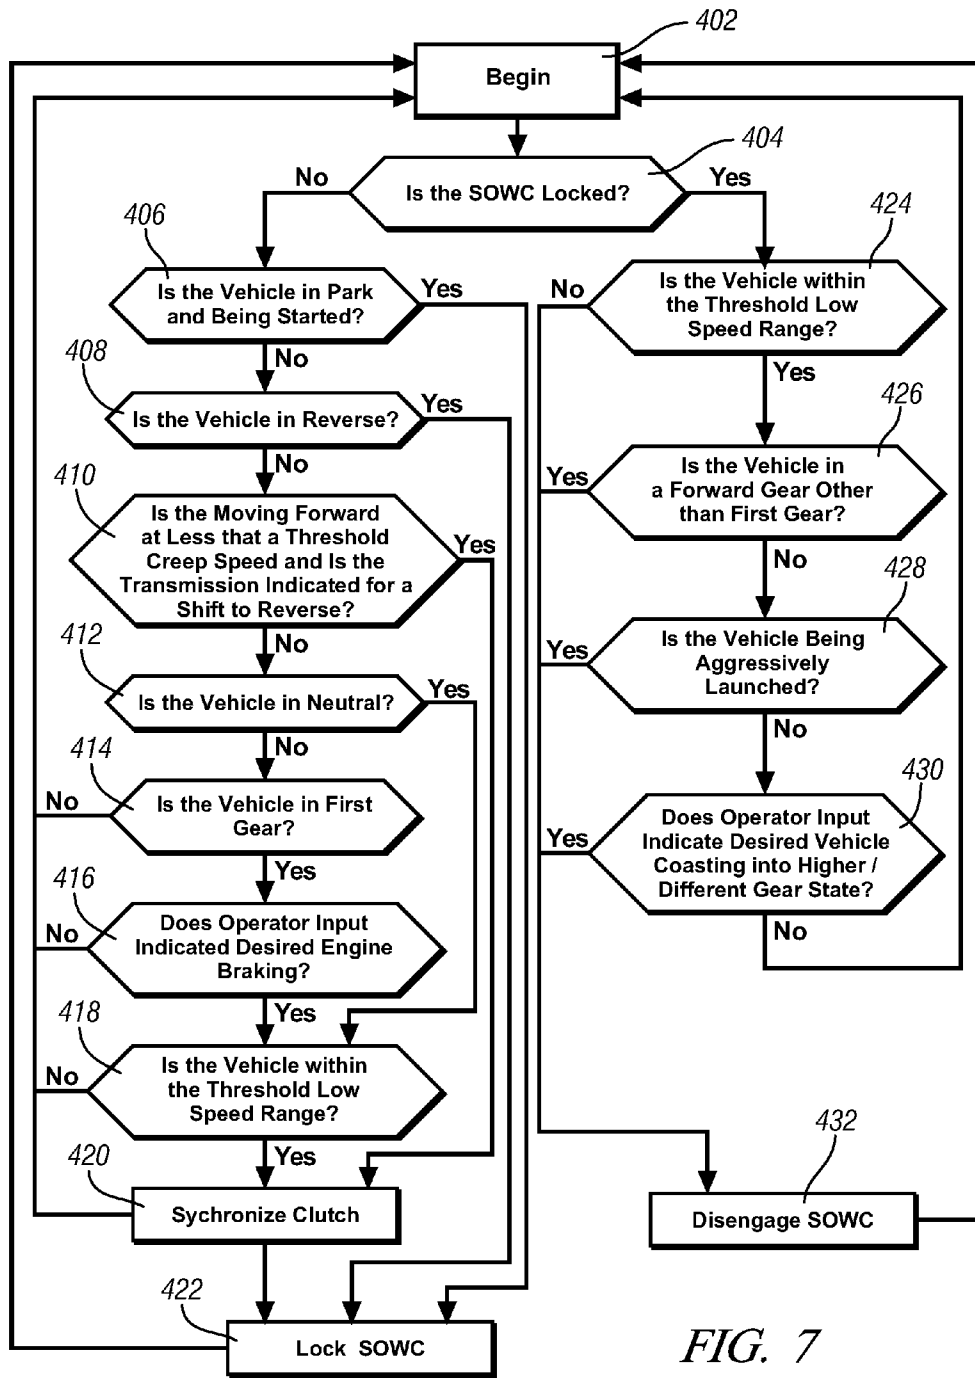 402
Begin
404
Is the SOWC Locked?
No
Yes
406
Is the Vehicle in Park
and Being Started?
Yes
No
408
Is the Vehicle in Reverse?
Yes
No
410
Is the Moving Forward
at Less that a Threshold
Creep Speed and Is the
Transmission Indicated for a
Shift to Reverse?
Yes
No
412
Is the Vehicle in Neutral?
Yes
No
414
Is the Vehicle in First
Gear?
No
Yes
416
Does Operator Input
Indicated Desired Engine
Braking?
No
Yes
418
Is the Vehicle within
the Threshold Low
Speed Range?
No
Yes
420
Sychronize Clutch
422
Lock SOWC
424
Is the Vehicle within
the Threshold Low
Speed Range?
No
Yes
426
Is the Vehicle in
a Forward Gear Other
than First Gear?
Yes
No
428
Is the Vehicle Being
Aggressively
Launched?
Yes
No
430
Does Operator Input
Indicate Desired Vehicle
Coasting into Higher /
Different Gear State?
Yes
No
432
Disengage SOWC
FIG. 7